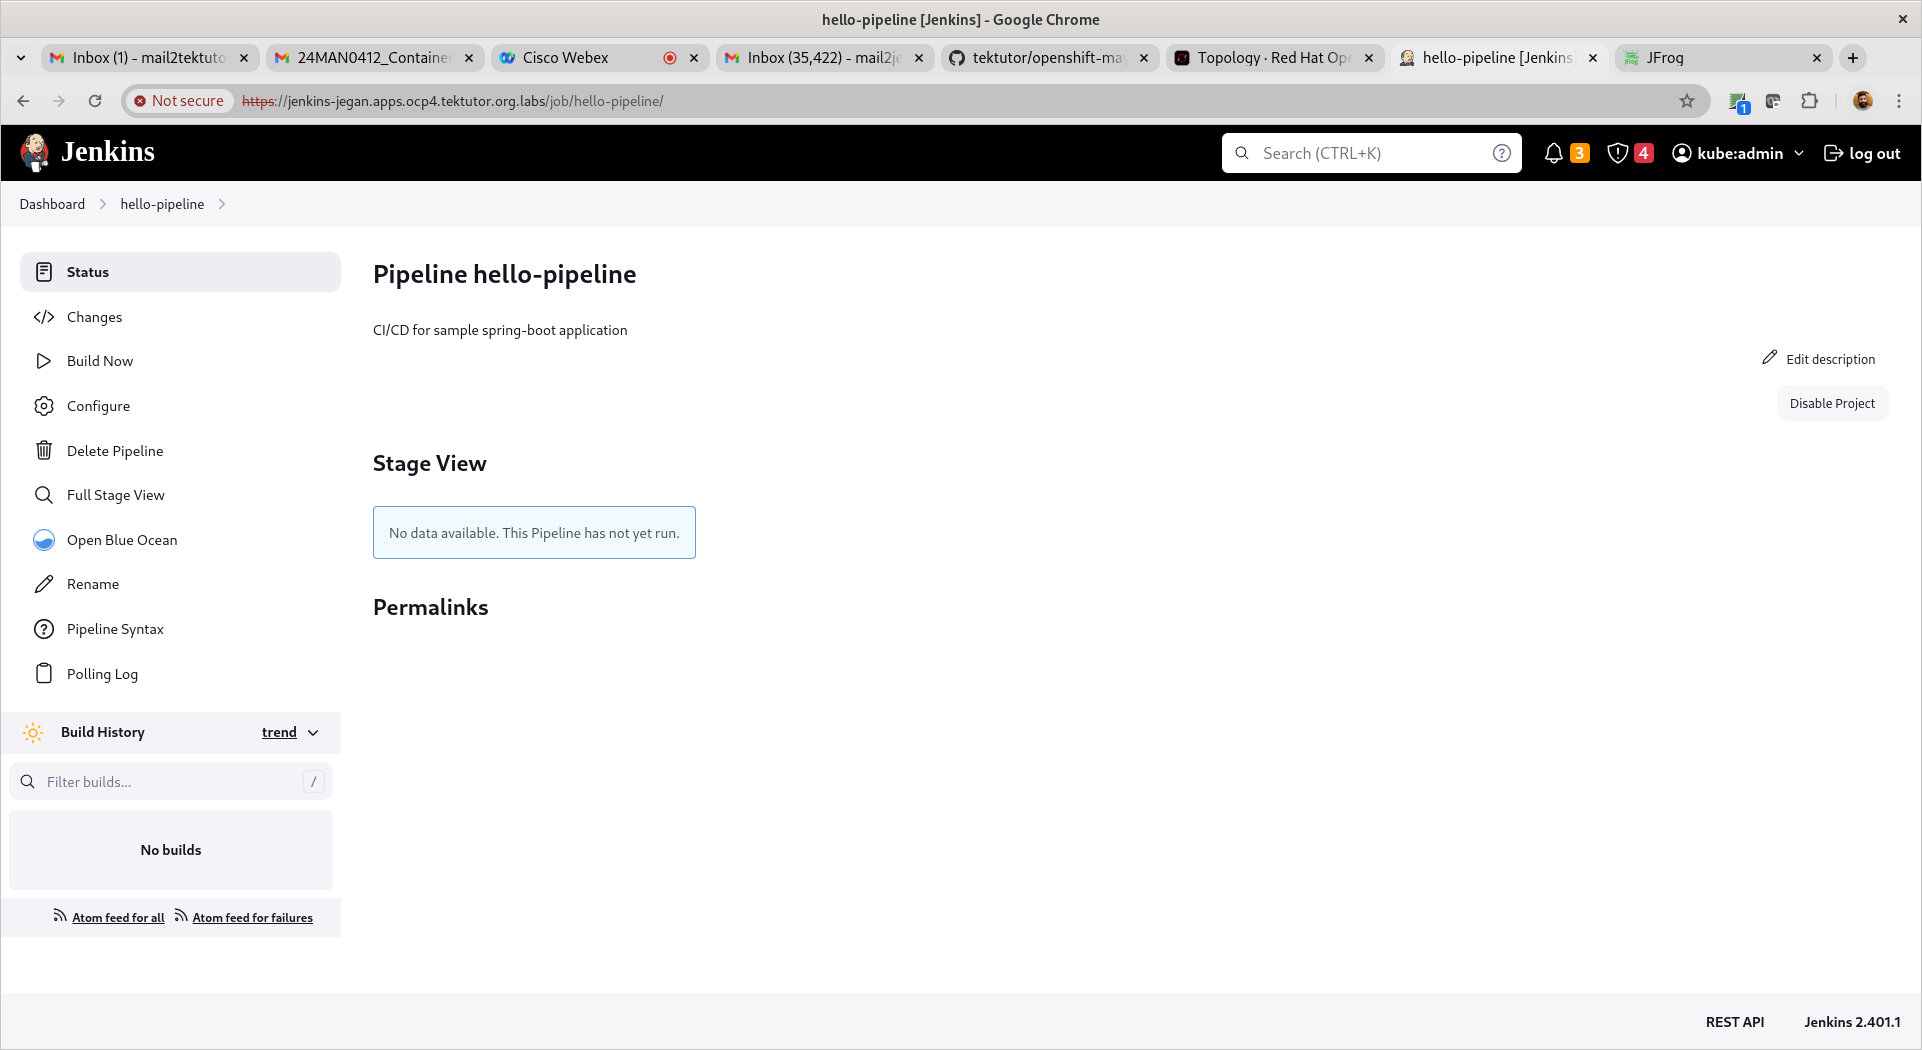 hello-pipeline [Jenkins] - Google Chrome
Inbox (1) - mail2tektuto
24MAN0412_Container
Cisco Webex
Inbox (35,422) - mail2je
tektutor/openshift-may
Topology · Red Hat Ope
hello-pipeline [Jenkins]
JFrog
Not secure
https://jenkins-jegan.apps.ocp4.tektutor.org.labs/job/hello-pipeline/
1
Jenkins
Search (CTRL+K)
?
3
4
kube:admin
log out
Dashboard
hello-pipeline
Status
Changes
Build Now
Configure
Delete Pipeline
Full Stage View
Open Blue Ocean
Rename
Pipeline Syntax
Polling Log
Build History
trend
Filter builds...
/
No builds
Atom feed for all
Atom feed for failures
Pipeline hello-pipeline
CI/CD for sample spring-boot application
Edit description
Disable Project
Stage View
No data available. This Pipeline has not yet run.
Permalinks
REST API
Jenkins 2.401.1